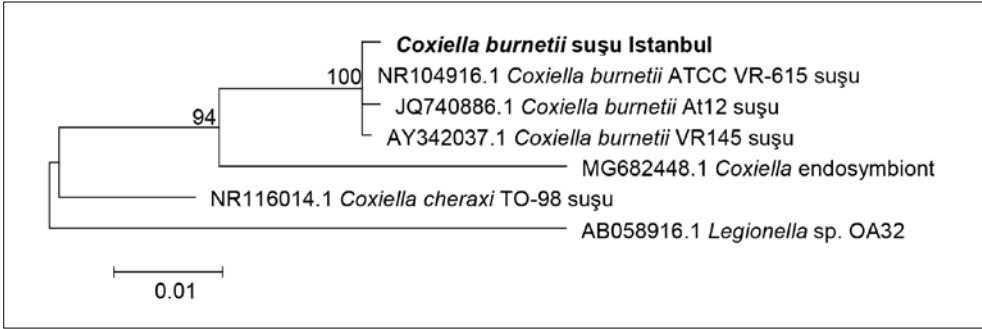 Coxiella burnetii suşu Istanbul
100
NR104916.1 Coxiella burnetii ATCC VR-615 suşu
JQ740886.1 Coxiella burnetii At12 suşu
94
AY342037.1 Coxiella burnetii VR145 suşu
MG682448.1 Coxiella endosymbiont
NR116014.1 Coxiella cheraxi TO-98 suşu
AB058916.1 Legionella sp. OA32
0.01